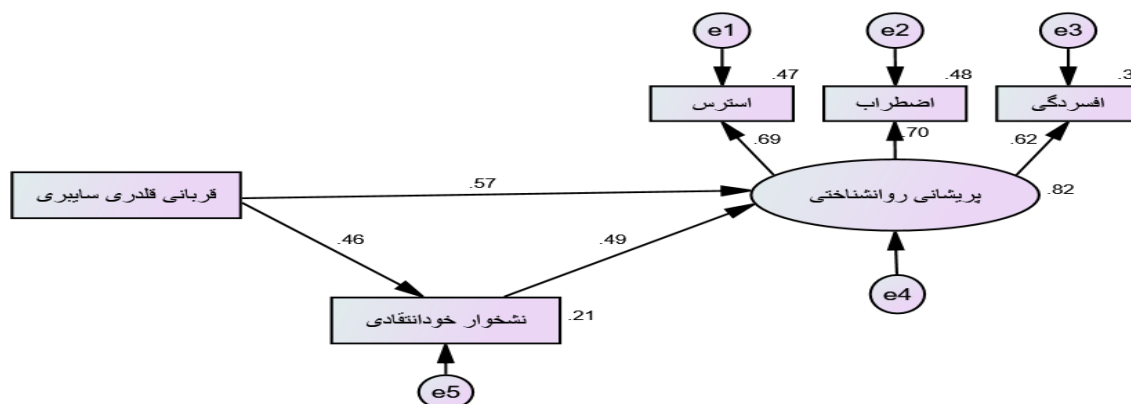 e1
e2
e3
.47
.48
.3
استرس
اضطراب
افسردگی
.69
.70
.62
قربانی قلدری سایبری
.57
پریشانی روانشناختی
.82
.46
.49
e4
نشخوار خودانتقادی
.21
e5